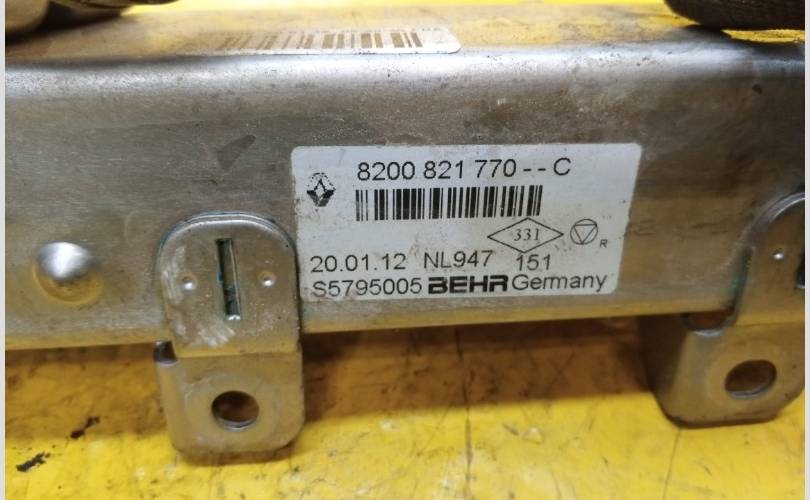 8200 821 770 -- C
331
R
20.01.12 NL947 151
S5795005 BEHR Germany